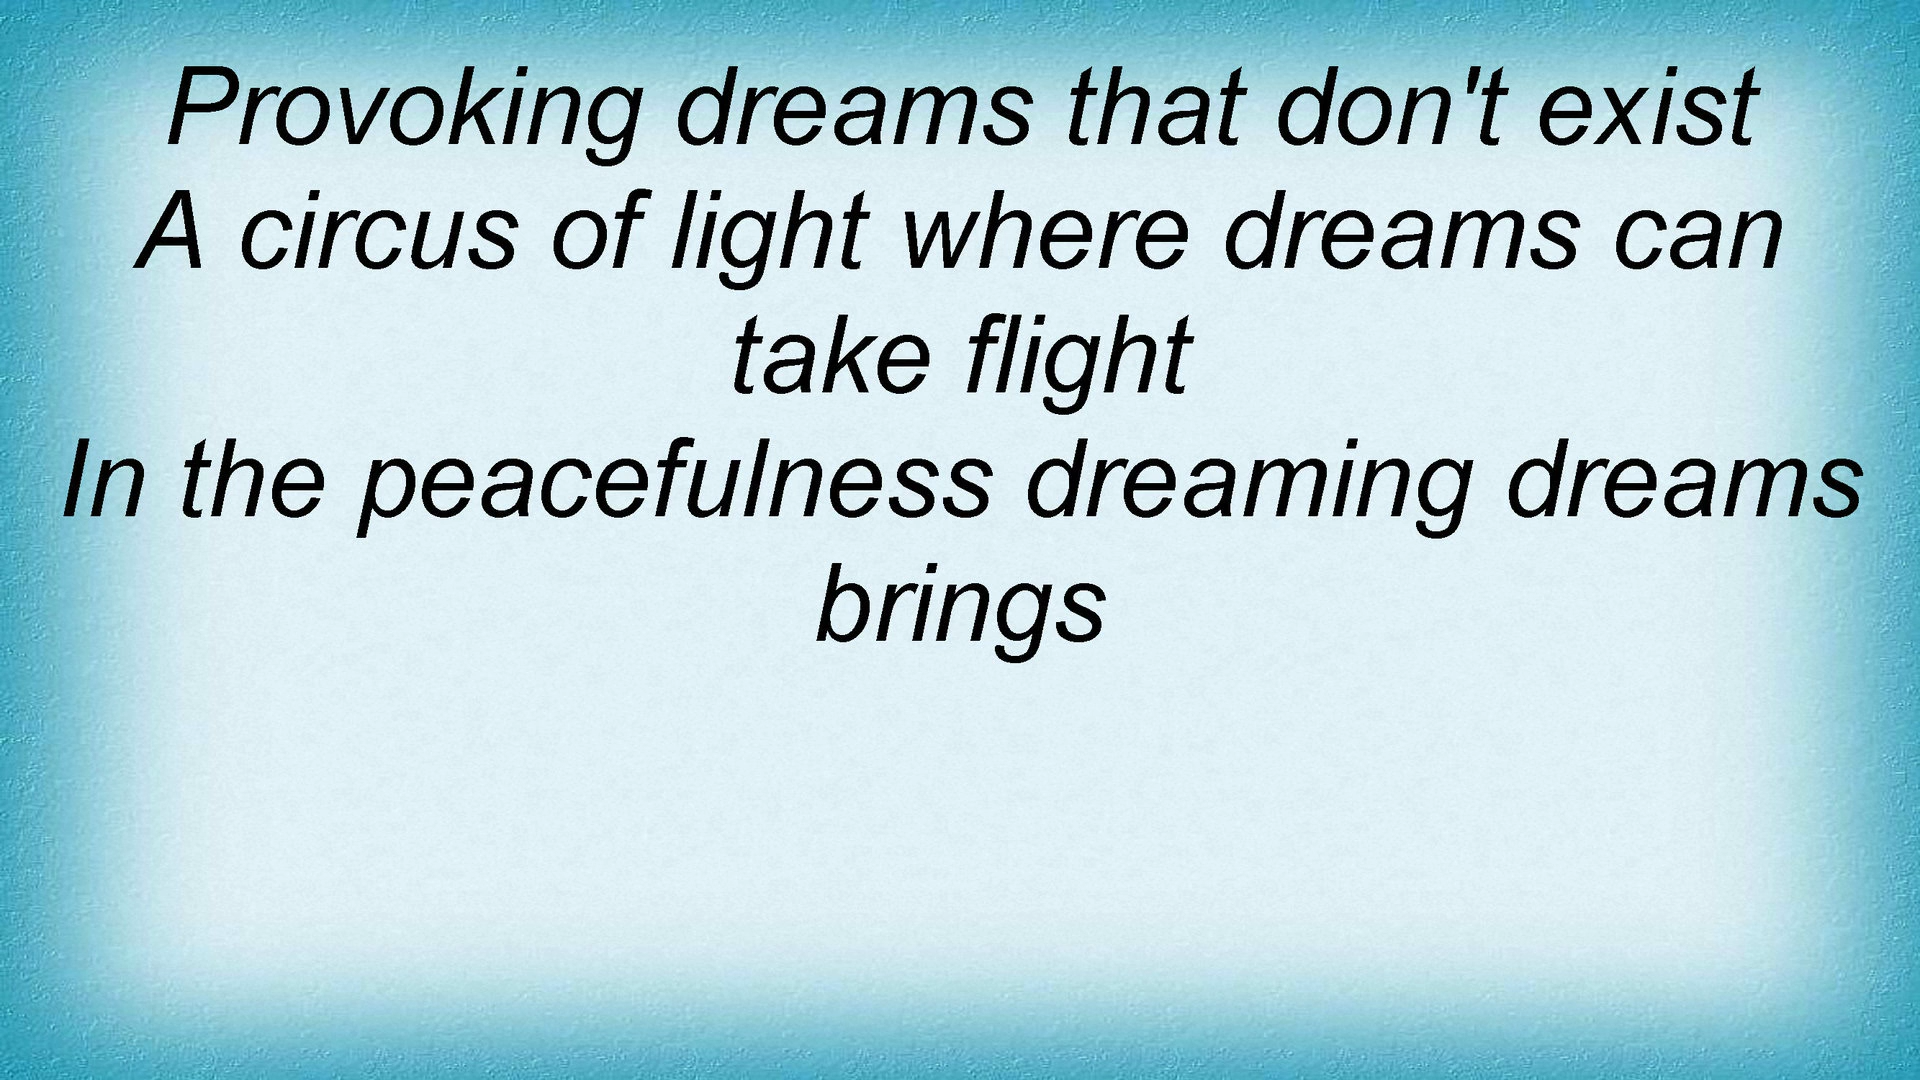 Provoking dreams that don't exist
A circus of light where dreams can
take flight
In the peacefulness dreaming dreams
brings